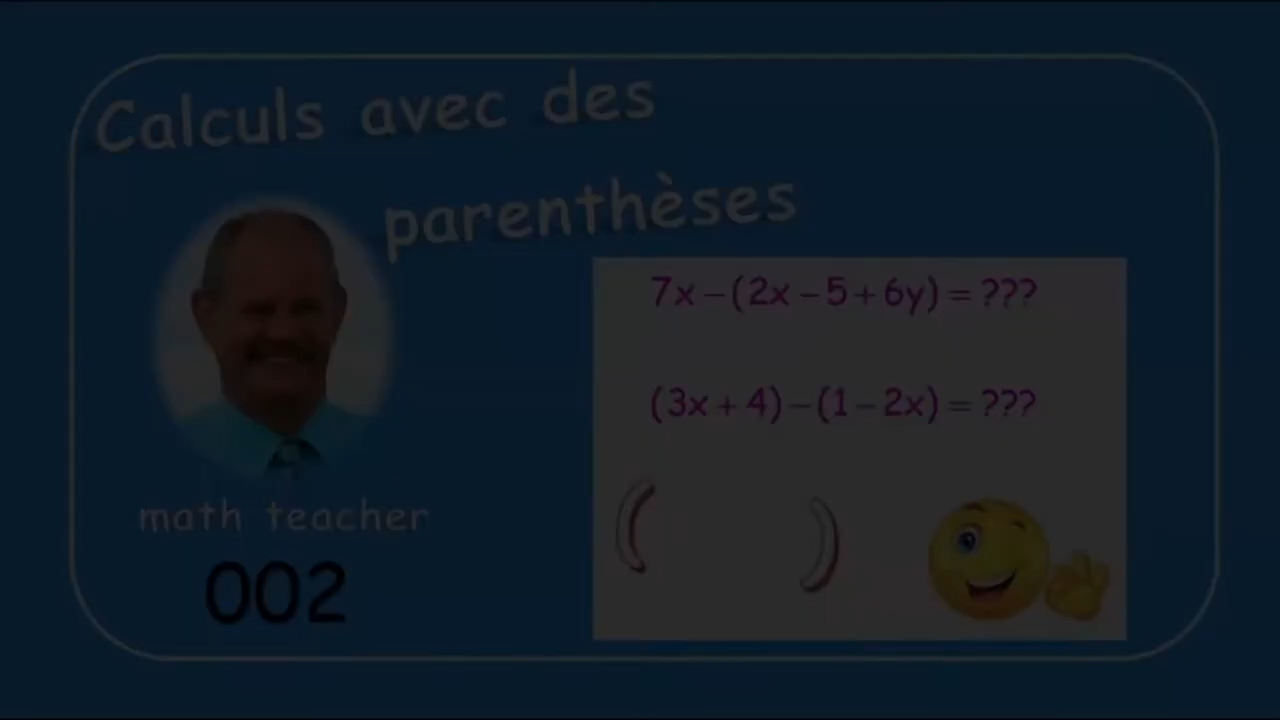 Calculs avec des
parenthèses
7x – (2x – 5 + 6y) = ???
(3x + 4) – (1 – 2x) = ???
( )
math teacher
002